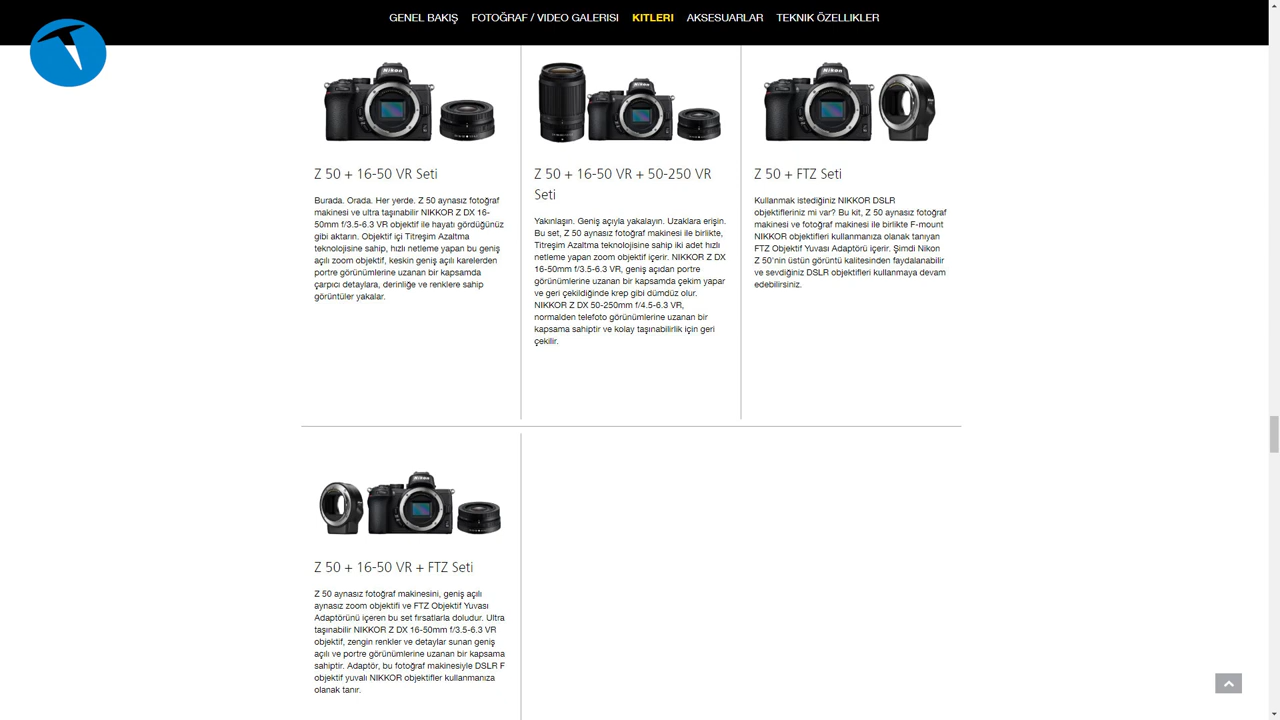 GENEL BAKIŞ FOTOĞRAF / VIDEO GALERISI KITLERI AKSESUARLAR TEKNIK ÖZELLIKLER
Nikon
Nikon
Nikon
Z 50 + 16-50 VR Seti
Burada. Orada. Her yerde. Z 50 aynasız fotoğraf
makinesi ve ultra taşınabilir NIKKOR Z DX 16-
50mm f/3.5-6.3 VR objektif ile hayatı gördüğünüz
gibi aktarın. Objektif içi Titreşim Azaltma
teknolojisine sahip, hızlı netleme yapan bu geniş
açılı zoom objektif, keskin geniş açılı karelerden
portre görünümlerine uzanan bir kapsamda
çarpıcı detaylara, derinliğe ve renklere sahip
görüntüler yakalar.
Z 50 + 16-50 VR + 50-250 VR
Seti
Yakınlaşın. Geniş açıyla yakalayın. Uzaklara erişin.
Bu set, Z 50 aynasız fotoğraf makinesi ile birlikte,
Titreşim Azaltma teknolojisine sahip iki adet hızlı
netleme yapan zoom objektif içerir. NIKKOR Z DX
16-50mm f/3.5-6.3 VR, geniş açıdan portre
görünümlerine uzanan bir kapsamda çekim yapar
ve geri çekildiğinde krep gibi dümdüz olur.
NIKKOR Z DX 50-250mm f/4.5-6.3 VR,
normalden telefoto görünümlerine uzanan bir
kapsama sahiptir ve kolay taşınabilirlik için geri
çekilir.
Z 50 + FTZ Seti
Kullanmak istediğiniz NIKKOR DSLR
objektifleriniz mi var? Bu kit, Z 50 aynasız fotoğraf
makinesi ve fotoğraf makinesi ile birlikte F-mount
NIKKOR objektifleri kullanmanıza olanak tanıyan
FTZ Objektif Yuvası Adaptörü içerir. Şimdi Nikon
Z 50'nin üstün görüntü kalitesinden faydalanabilir
ve sevdiğiniz DSLR objektifleri kullanmaya devam
edebilirsiniz.
Nikon
Z 50 + 16-50 VR + FTZ Seti
Z 50 aynasız fotoğraf makinesini, geniş açılı
aynasız zoom objektifi ve FTZ Objektif Yuvası
Adaptörünü içeren bu set fırsatlarla doludur. Ultra
taşınabilir NIKKOR Z DX 16-50mm f/3.5-6.3 VR
objektif, zengin renkler ve detaylar sunan geniş
açılı ve portre görünümlerine uzanan bir kapsama
sahiptir. Adaptör, bu fotoğraf makinesiyle DSLR F
objektif yuvalı NIKKOR objektifler kullanmanıza
olanak tanır.